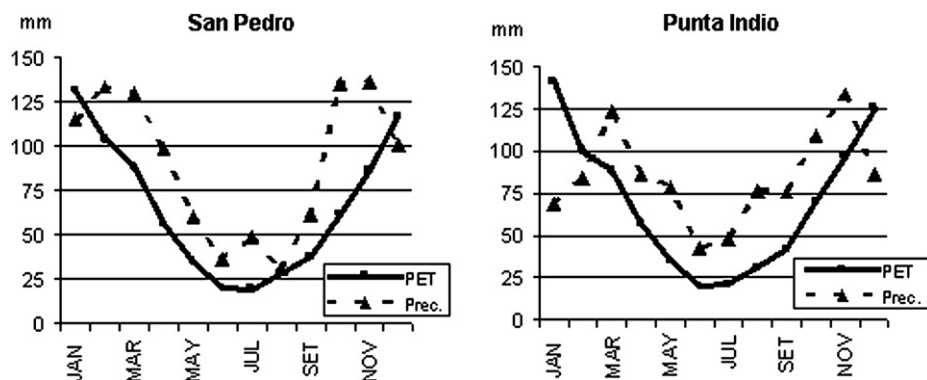 San Pedro
mm
150
125
100
75
50
25
0
JAN
MAR
MAY
JUL
SET
NOV
PET
Prec.
Punta Indio
mm
150
125
100
75
50
25
0
JAN
MAR
MAY
JUL
SET
NOV
PET
Prec.